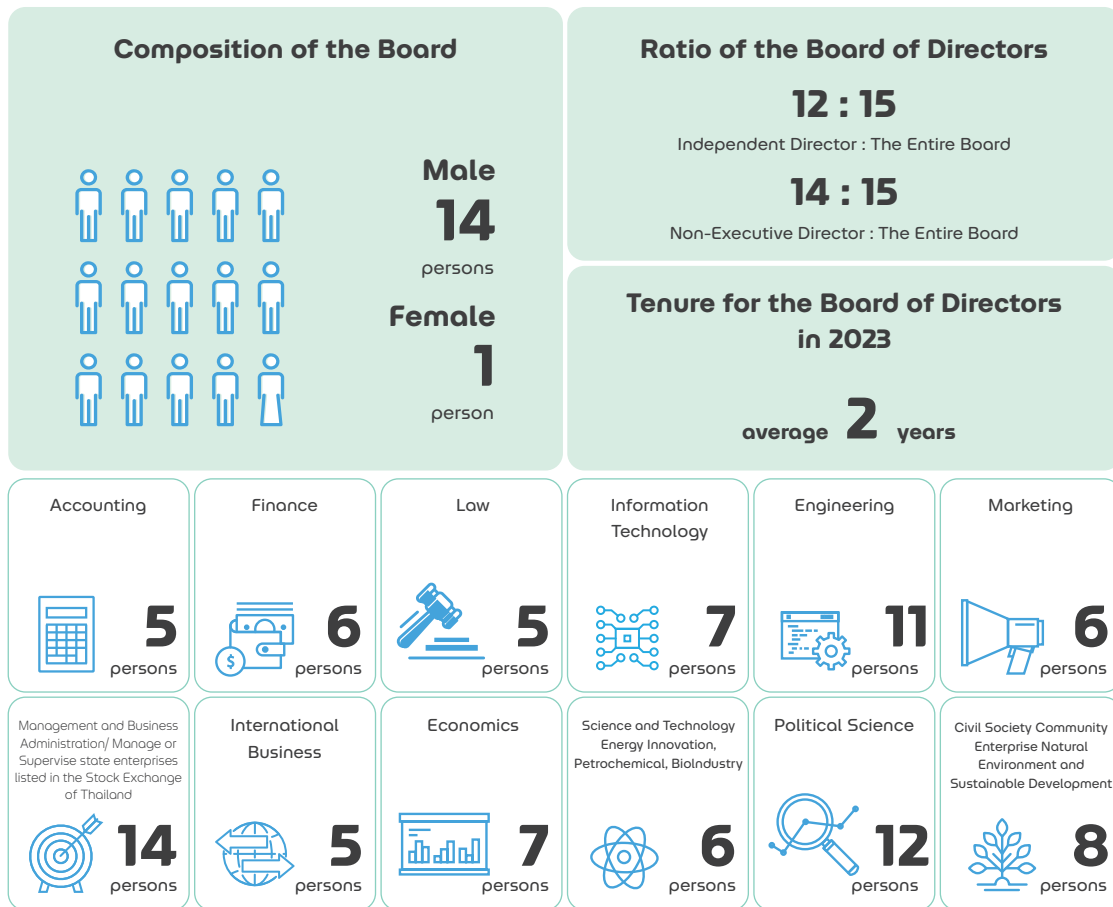 Composition of the Board
Male
14
persons
Female
1
person
Ratio of the Board of Directors
12 : 15
Independent Director : The Entire Board
14 : 15
Non-Executive Director : The Entire Board
Tenure for the Board of Directors
in 2023
average 2 years
Accounting
5
persons
Finance
$
6
persons
Law
5
persons
Information
Technology
7
persons
Engineering
11
persons
Marketing
6
persons
Management and Business
Administration/ Manage or
Supervise state enterprises
listed in the Stock Exchange
of Thailand
14
persons
International
Business
5
persons
Economics
7
persons
Science and Technology
Energy Innovation,
Petrochemical, BioIndustry
6
persons
Political Science
12
persons
Civil Society Community
Enterprise Natural
Environment and
Sustainable Development
8
persons